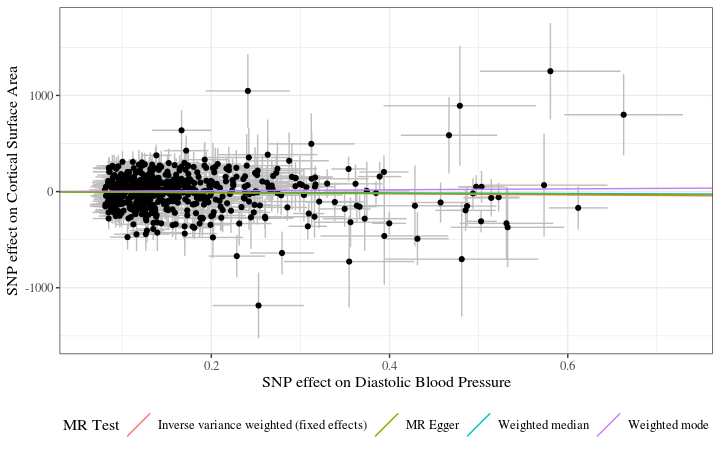 SNP effect on Cortical Surface Area
1000
0
-1000
0.2 0.4 0.6
SNP effect on Diastolic Blood Pressure
MR Test Inverse variance weighted (fixed effects) MR Egger Weighted median Weighted mode